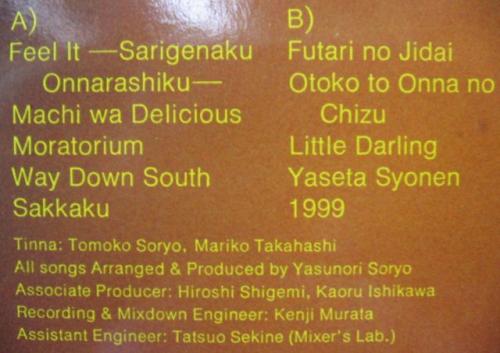 A)
Feel It —Sarigenaku
Onnarashiku—
Machi wa Delicious
Moratorium
Way Down South
Sakkaku
B)
Futari no Jidai
Otoko to Onna no
Chizu
Little Darling
Yaseta Syonen
1999
Tinna: Tomoko Soryo, Mariko Takahashi
All songs Arranged & Produced by Yasunori Soryo
Associate Producer: Hiroshi Shigemi, Kaoru Ishikawa
Recording & Mixdown Engineer: Kenji Murata
Assistant Engineer: Tatsuo Sekine (Mixer's Lab.)